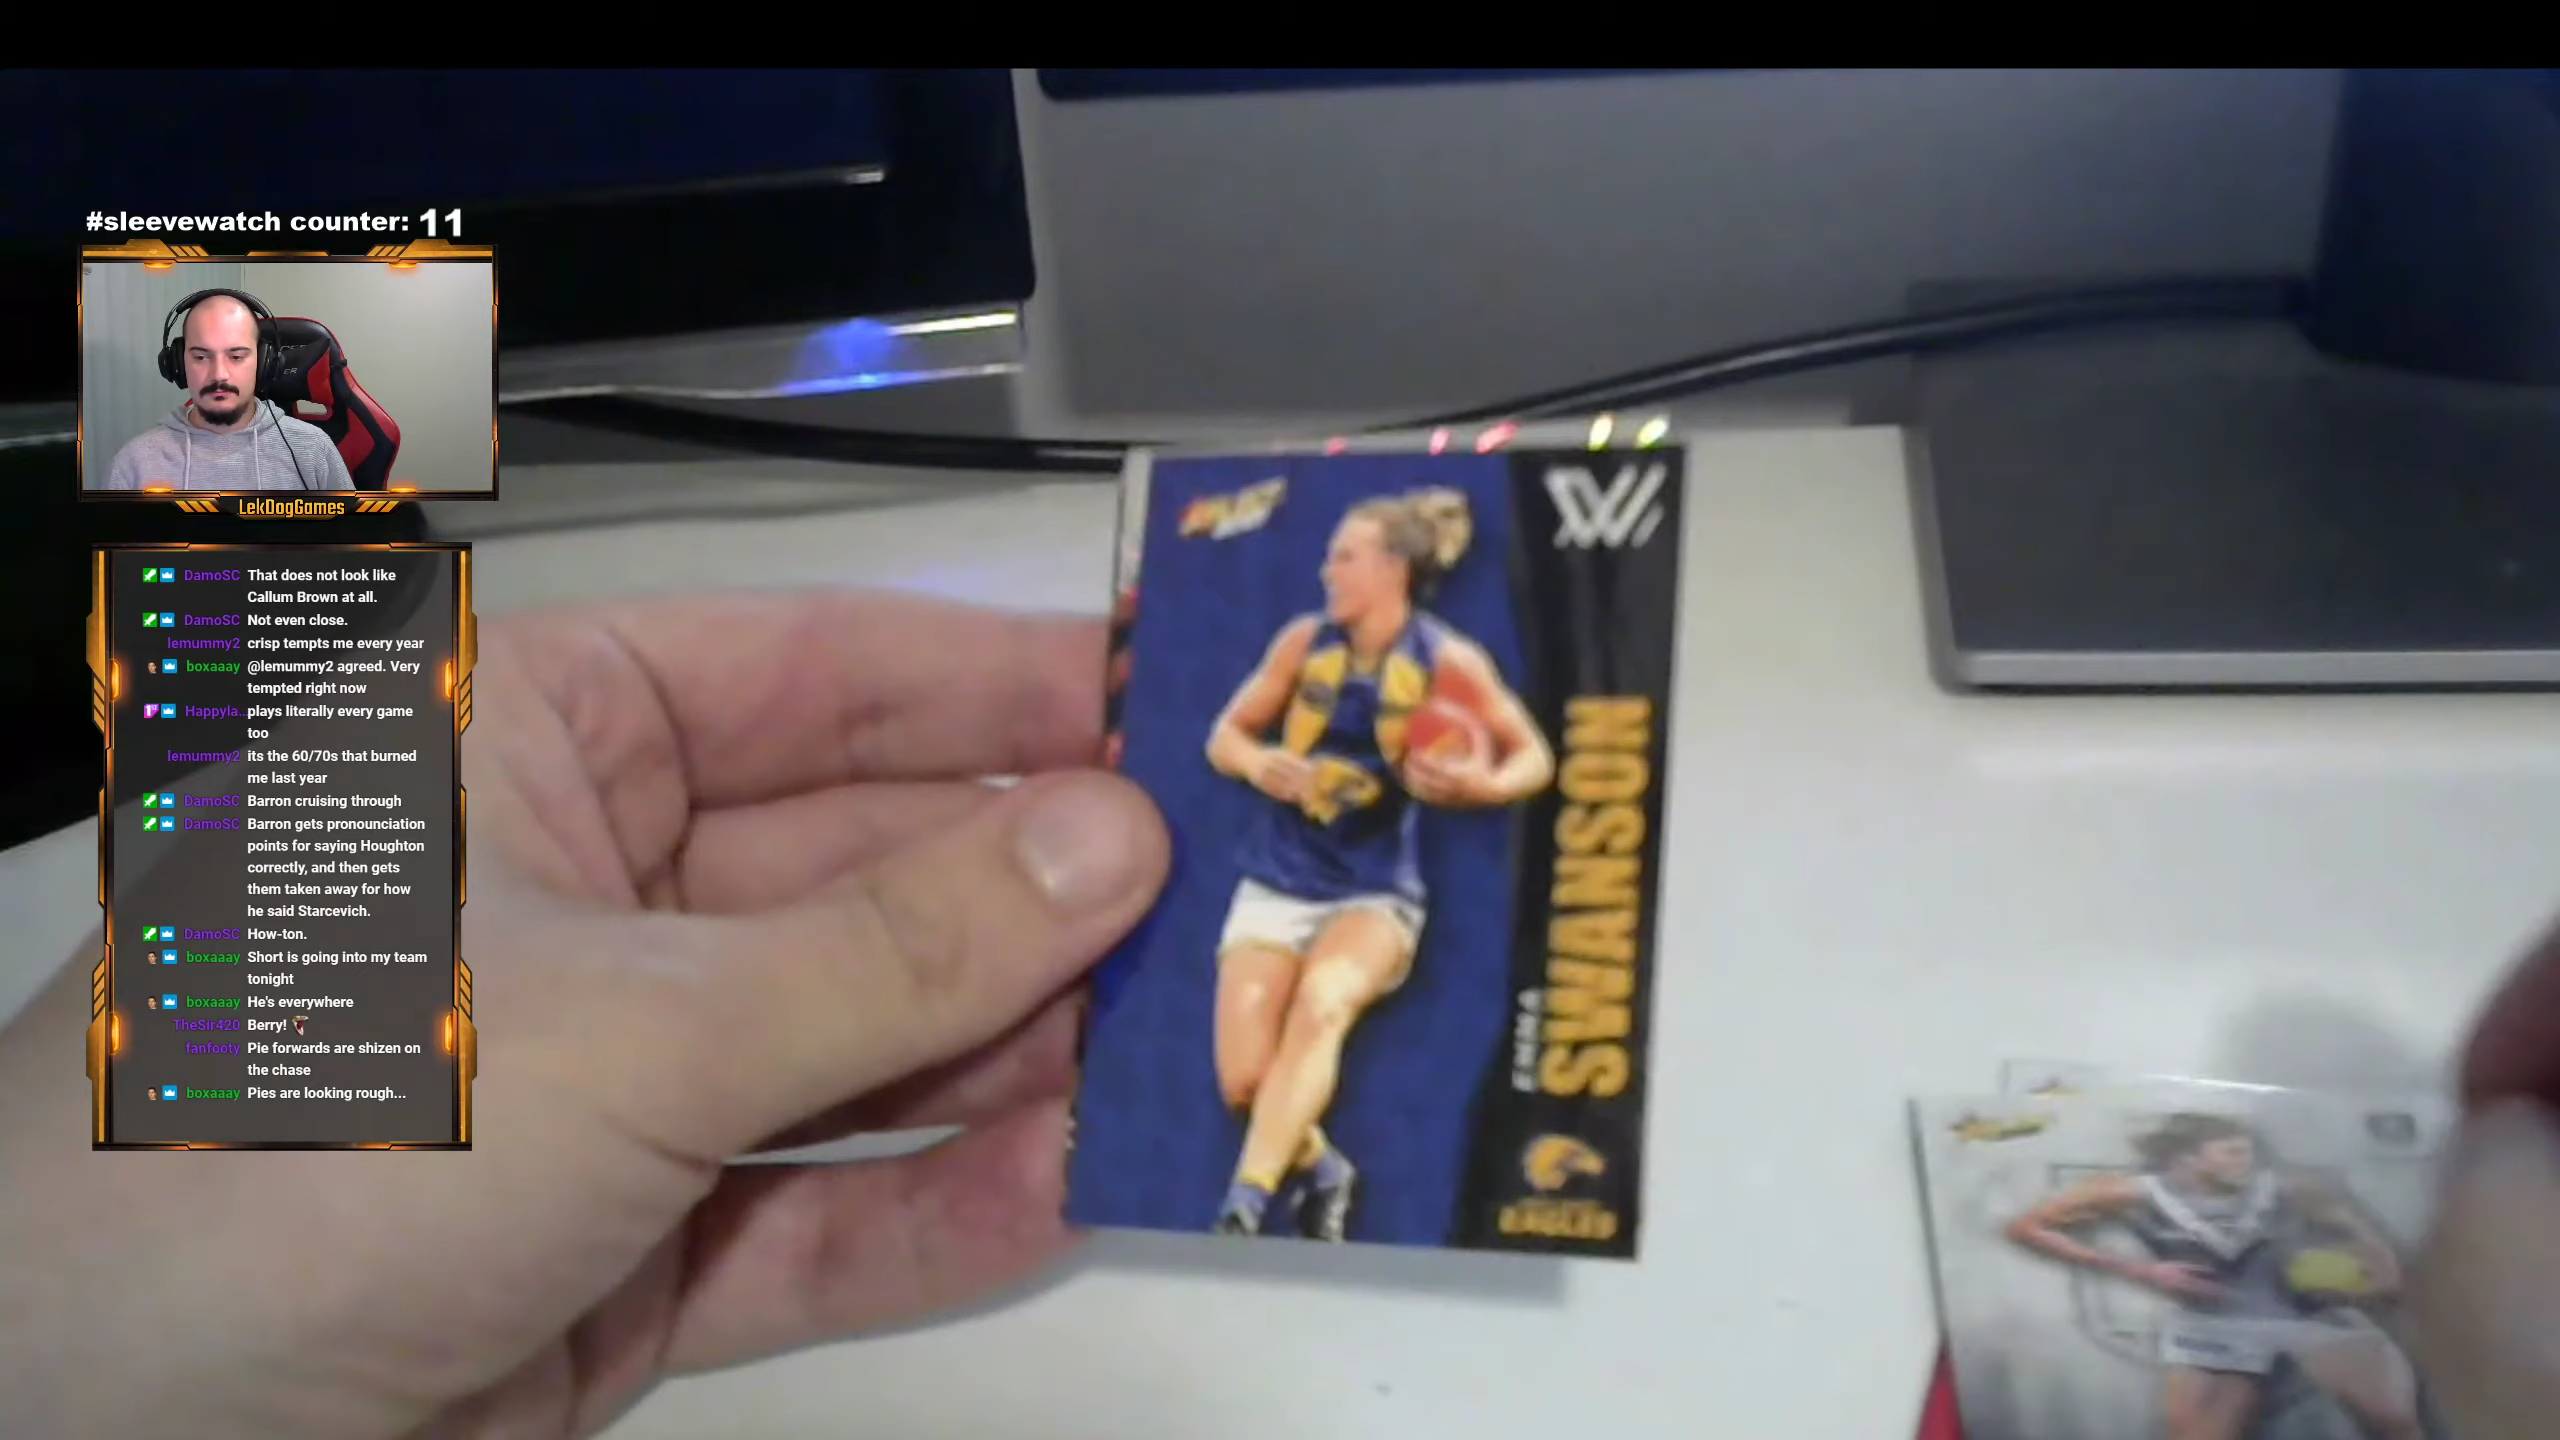 #sleevewatch counter: 11
LekDogGames
DamoSC That does not look like
Callum Brown at all.
DamoSC Not even close.
lemummy2 crisp tempts me every year
boxaaay @lemummy2 agreed. Very
tempted right now
Happyla... plays literally every game
too
lemummy2 its the 60/70s that burned
me last year
DamoSC Barron cruising through
DamoSC Barron gets pronounciation
points for saying Houghton
correctly, and then gets
them taken away for how
he said Starcevich.
DamoSC How-ton.
boxaaay Short is going into my team
tonight
boxaaay He's everywhere
TheSir420 Berry!
fanfooty Pie forwards are shizen on
the chase
boxaaay Pies are looking rough...
SELECT
W
EMMA
SWANSON
EAGLES